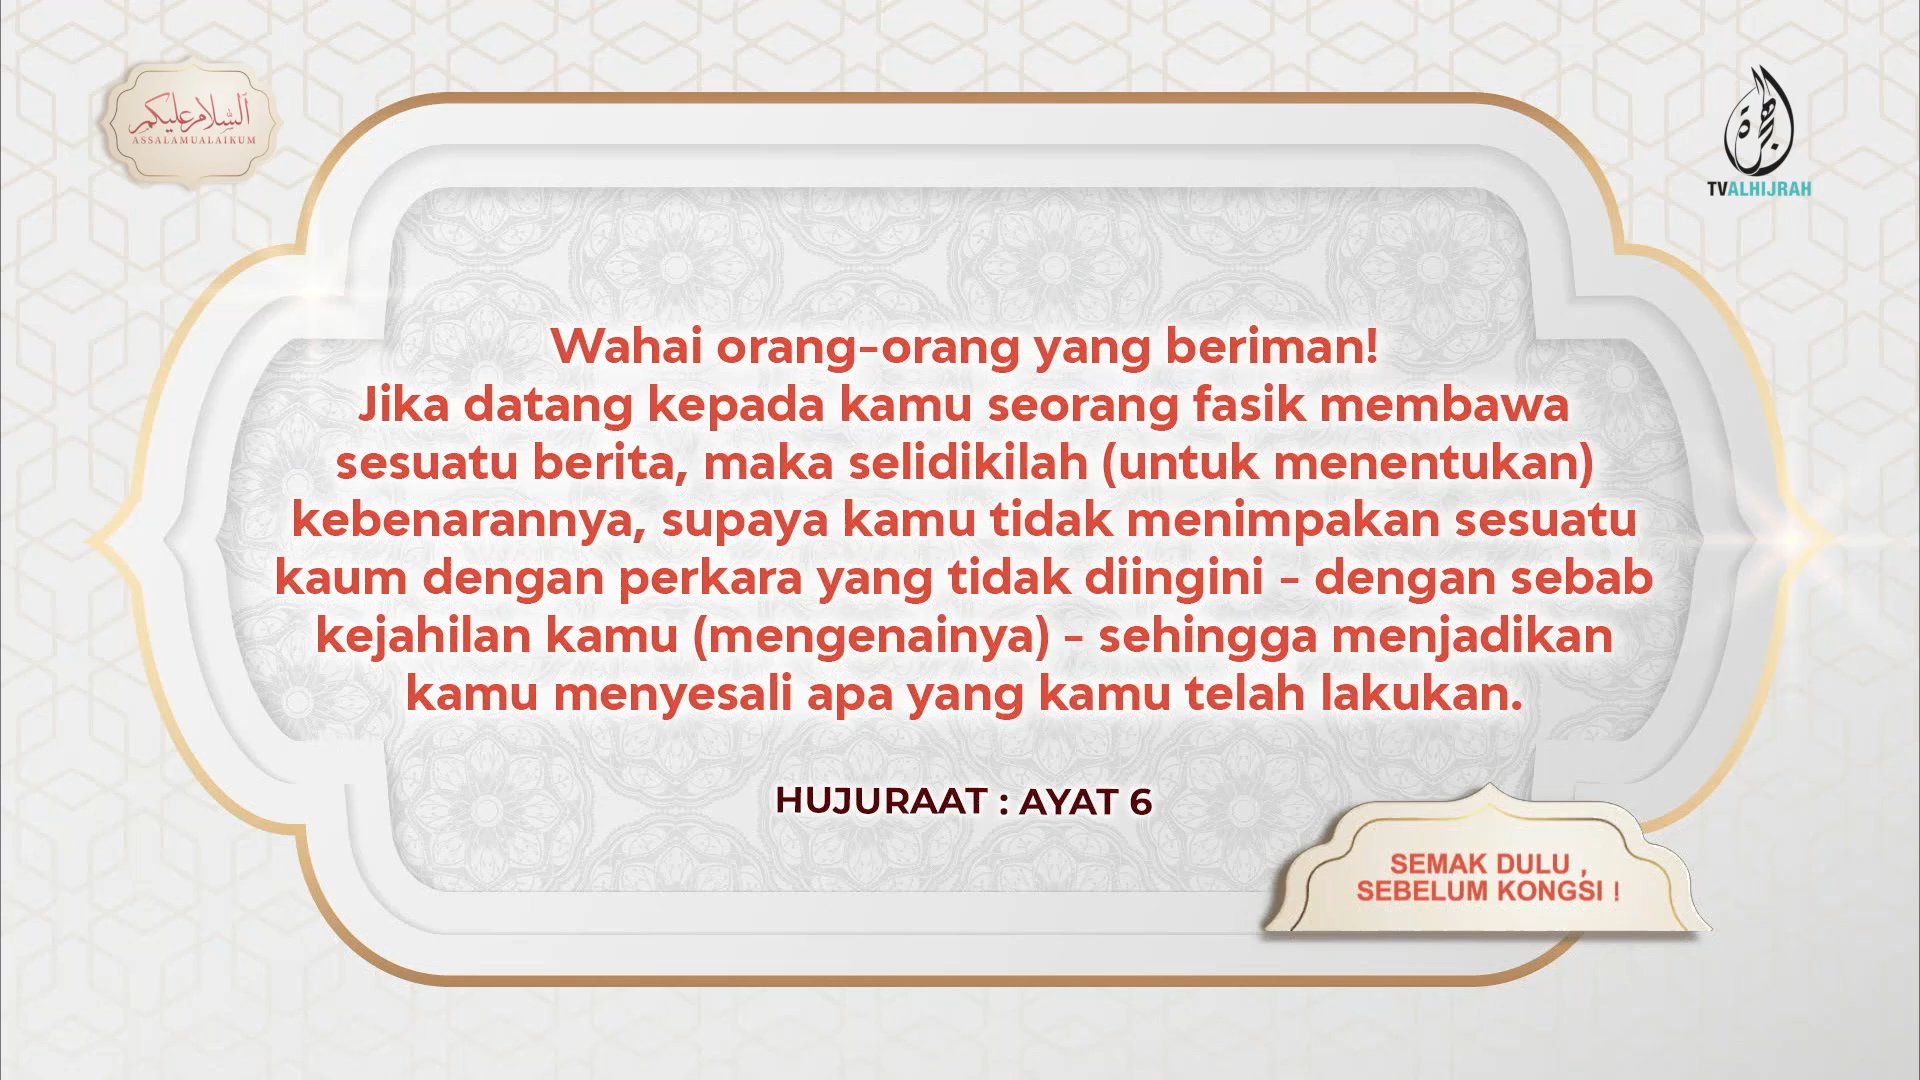 السلام عليكم
ASSALAMUALAIKUM
الهجرة
TVALHIJRAH
Wahai orang-orang yang beriman!
Jika datang kepada kamu seorang fasik membawa
sesuatu berita, maka selidikilah (untuk menentukan)
kebenarannya, supaya kamu tidak menimpakan sesuatu
kaum dengan perkara yang tidak diingini - dengan sebab
kejahilan kamu (mengenainya) - sehingga menjadikan
kamu menyesali apa yang kamu telah lakukan.
HUJURAAT : AYAT 6
SEMAK DULU ,
SEBELUM KONGSI !